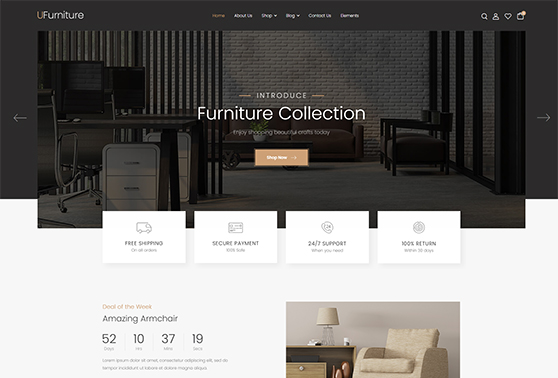 UFurniture
Home About Us Shop Blog Contact Us Elements
INTRODUCE
Furniture Collection
Enjoy shopping beautiful crafts today
Shop Now
FREE SHIPPING
On all orders
SECURE PAYMENT
100% Safe
24/7 SUPPORT
When you need
100% RETURN
Within 30 days
Deal of the Week
Amazing Armchair
52 10 37 19
Days Hrs Mins Secs
Lorem ipsum dolor sit amet, consectetur adipiscing elit, sed do eiusmod
tempor incididunt ut labore et dolore magna aliqua.